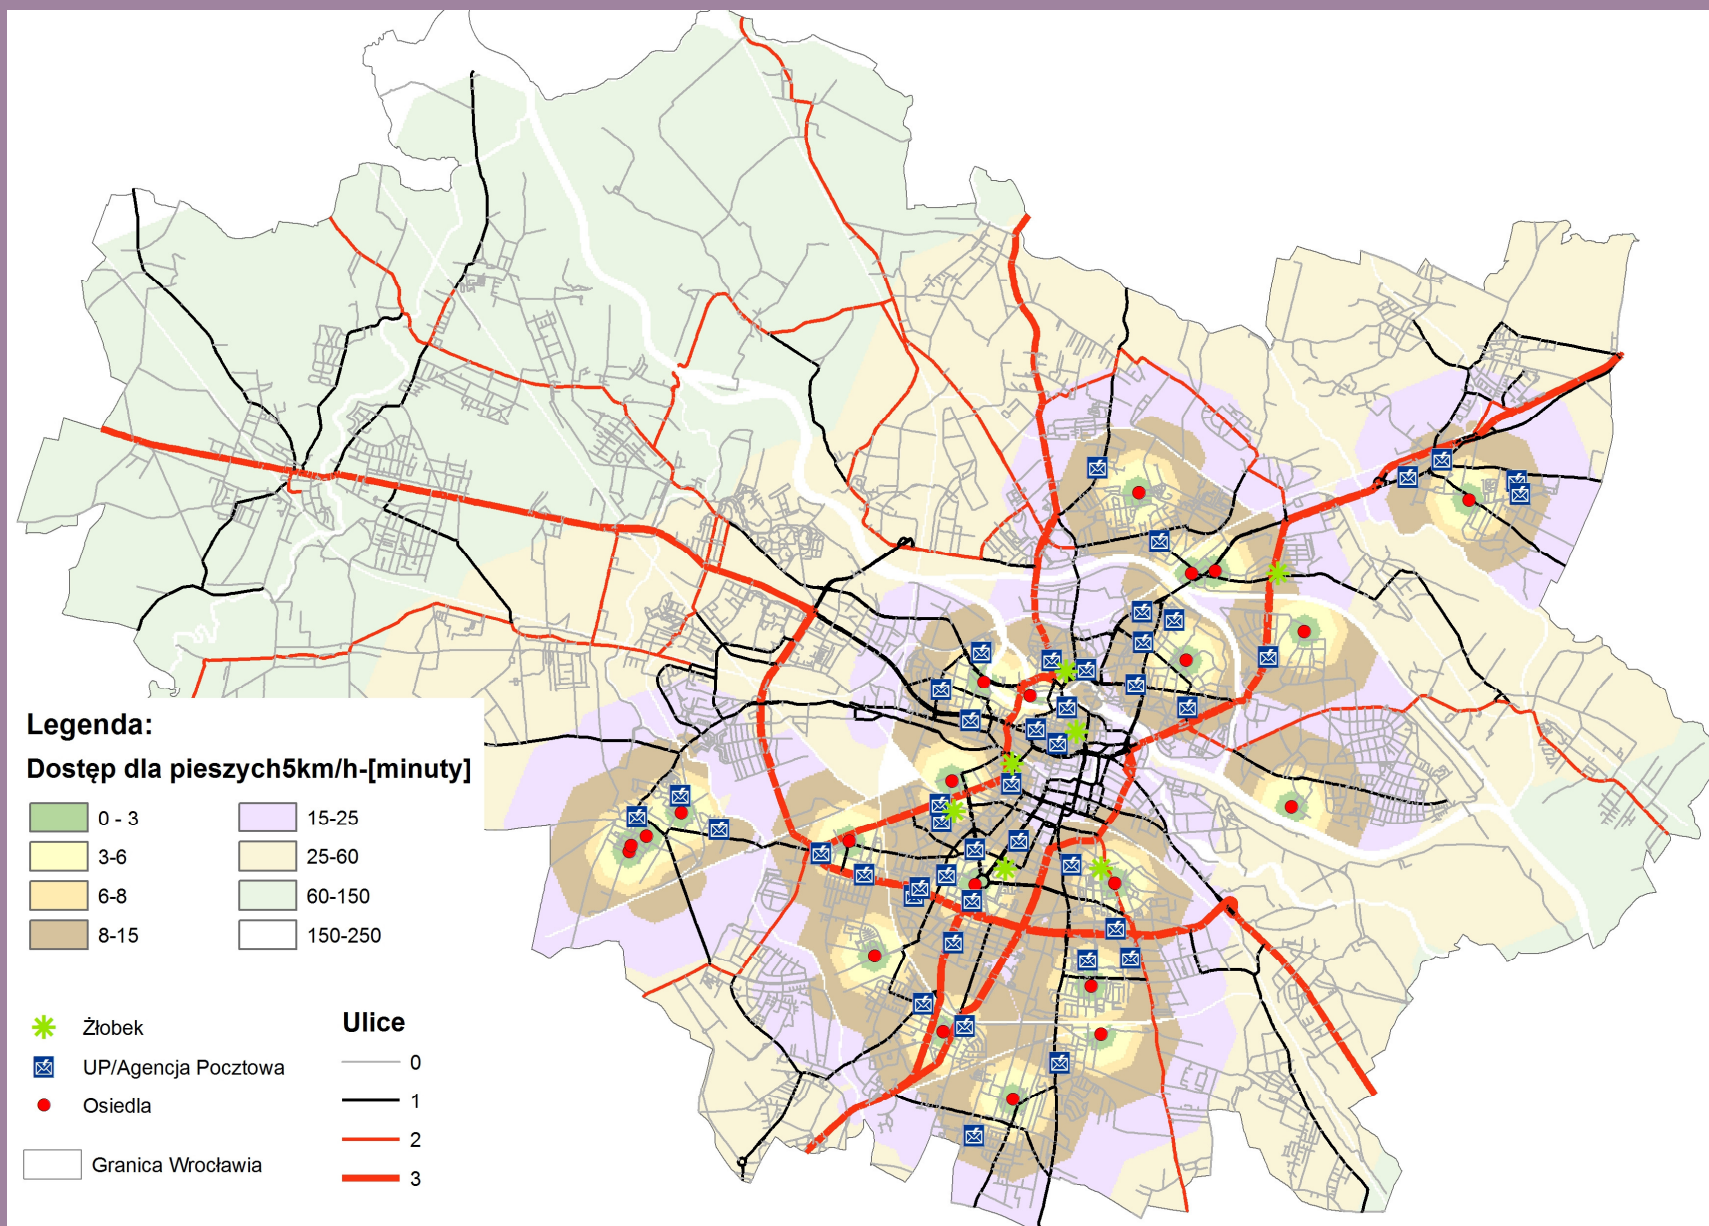 Legenda:
Dostęp dla pieszych5km/h-[minuty]
0 - 3
15-25
3-6
25-60
6-8
60-150
8-15
150-250
Żłobek
UP/Agencja Pocztowa
Osiedla
Granica Wrocławia
Ulice
0
1
2
3